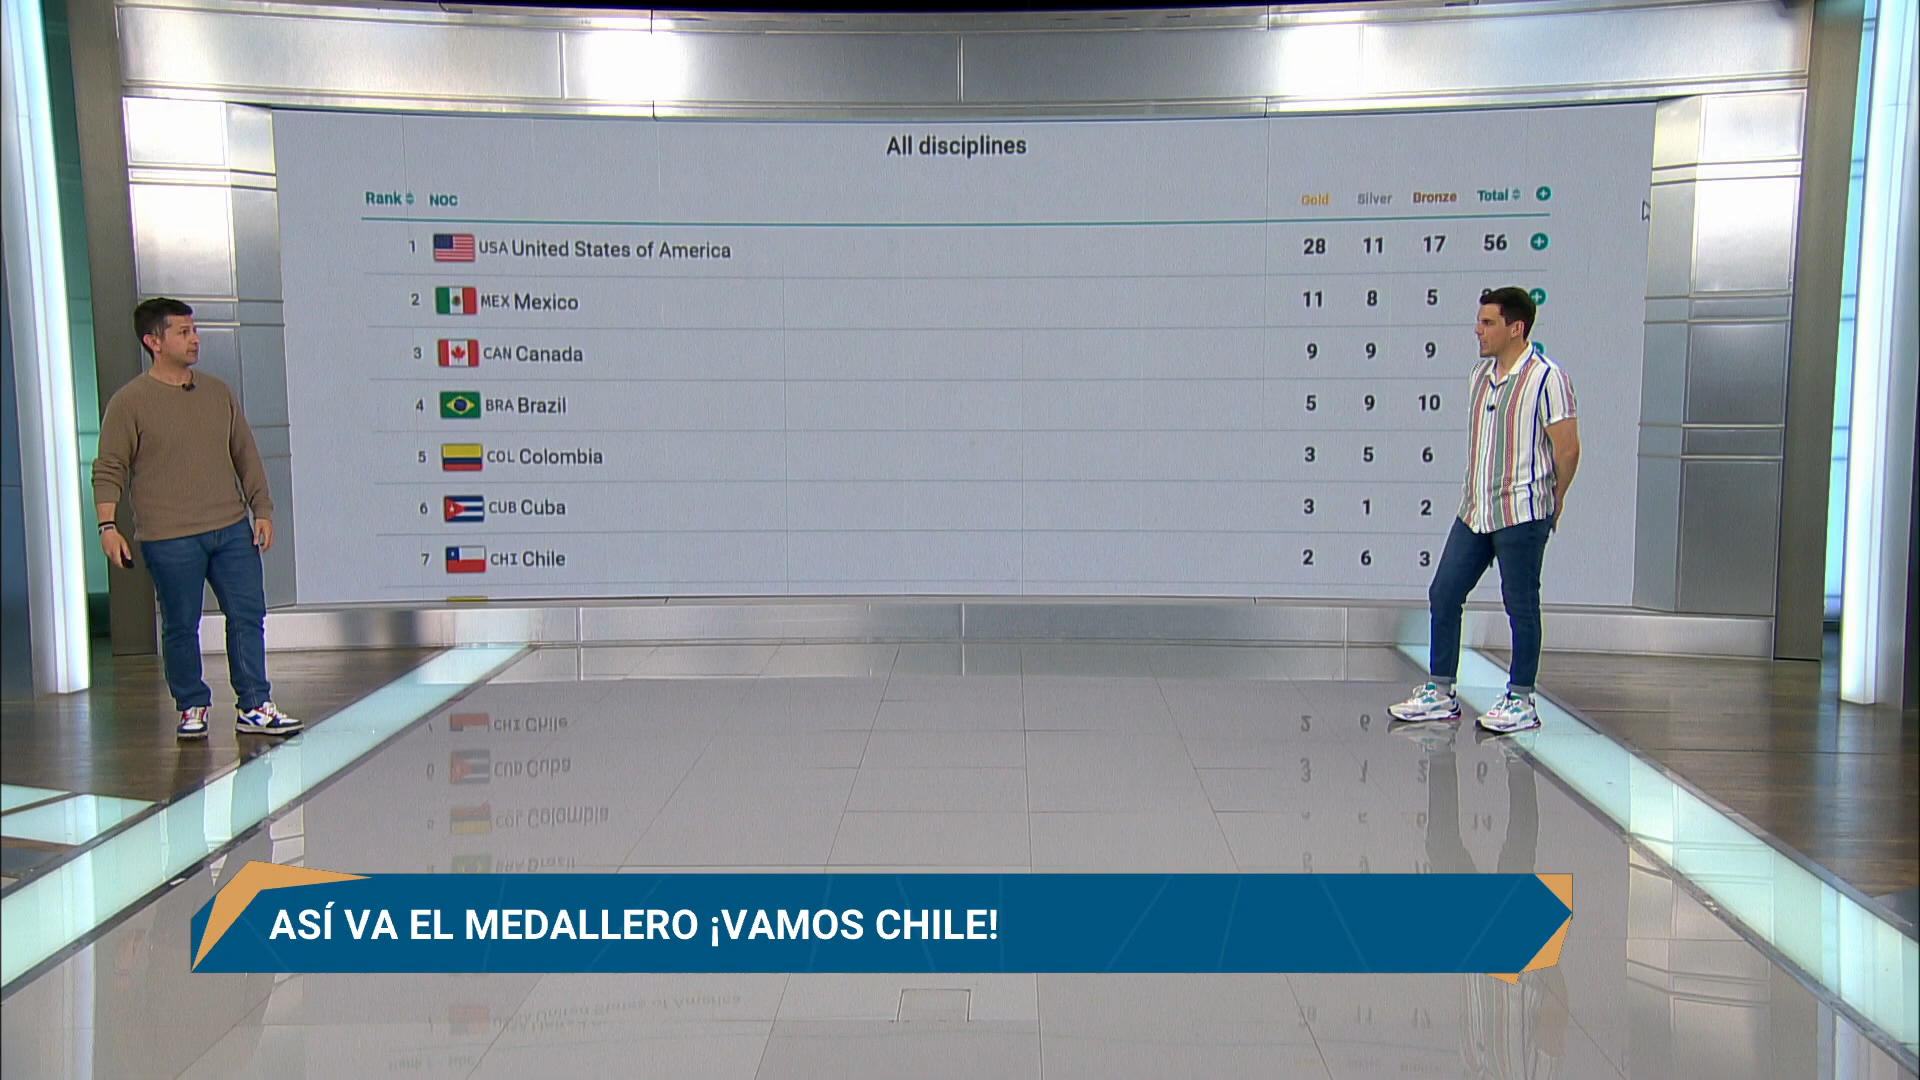 All disciplines
Rank NOC Gold Silver Bronze Total
1 USA United States of America 28 11 17 56
2 MEX Mexico 11 8 5
3 CAN Canada 9 9 9
4 BRA Brazil 5 9 10
5 COL Colombia 3 5 6
6 CUB Cuba 3 1 2
7 CHI Chile 2 6 3
ASÍ VA EL MEDALLERO ¡VAMOS CHILE!